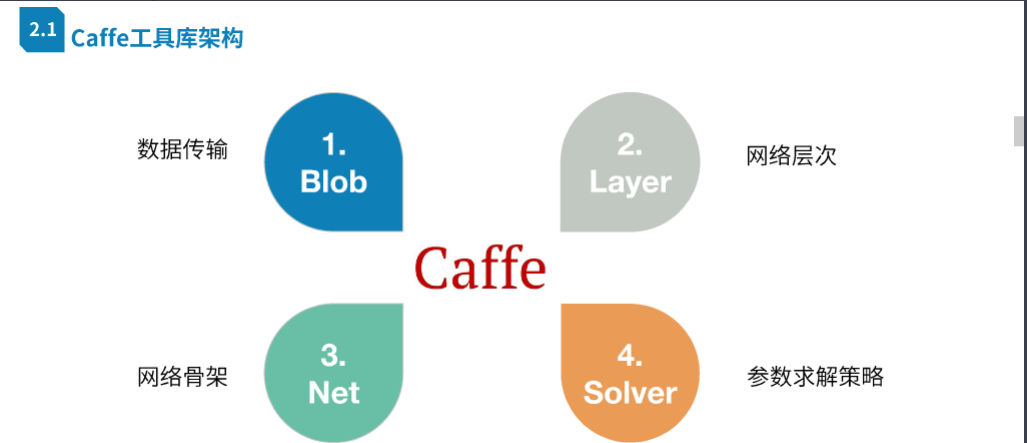 2.1 Caffe工具库架构
数据传输
1.
Blob
2.
Layer
网络层次
Caffe
网络骨架
3.
Net
4.
Solver
参数求解策略